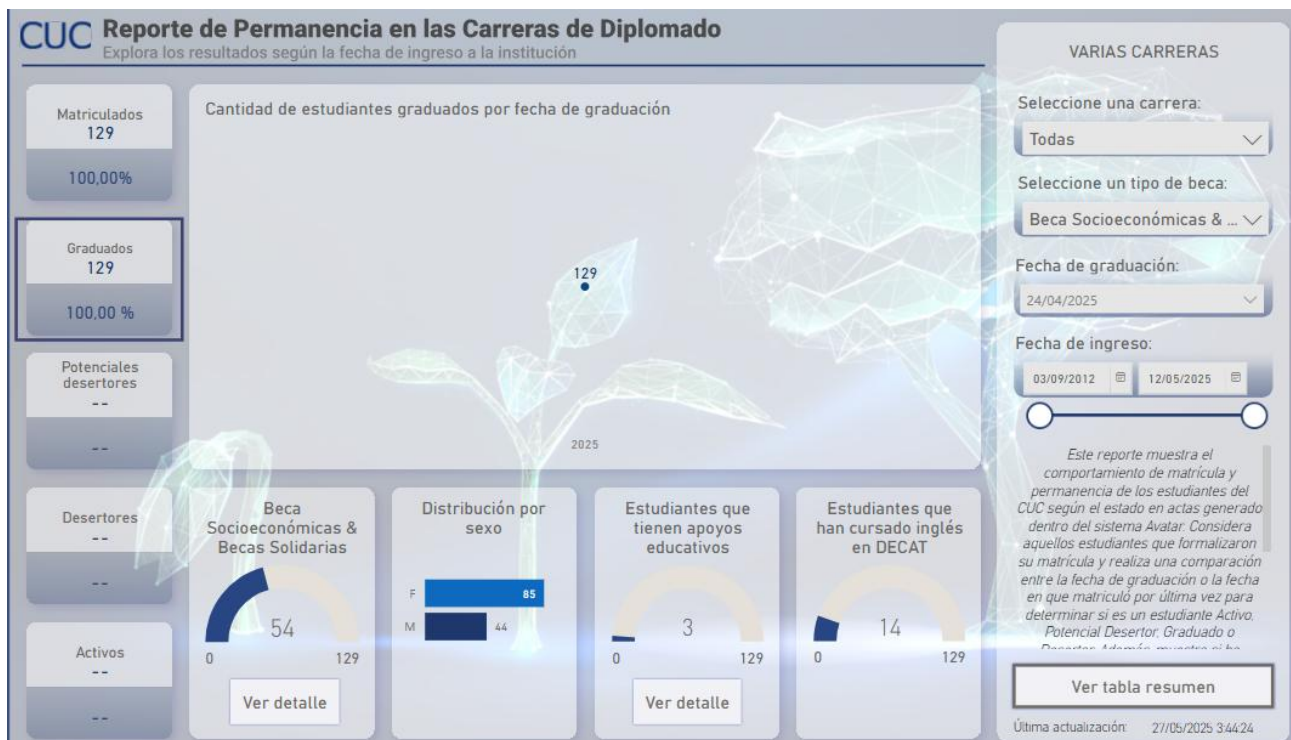 CUC
Reporte de Permanencia en las Carreras de Diplomado
Explora los resultados según la fecha de ingreso a la institución
Matriculados
129
100,00%
Graduados
129
100,00 %
Potenciales
desertores
--
--
Desertores
--
--
Activos
--
--
Cantidad de estudiantes graduados por fecha de graduación
129
2025
Beca
Socioeconómicas &
Becas Solidarias
54
0
129
Ver detalle
Distribución por
sexo
F
85
M
44
Estudiantes que
tienen apoyos
educativos
3
0
129
Ver detalle
Estudiantes que
han cursado inglés
en DECAT
14
0
129
VARIAS CARRERAS
Seleccione una carrera:
Todas
Seleccione un tipo de beca:
Beca Socioeconómicas & ...
Fecha de graduación:
24/04/2025
Fecha de ingreso:
03/09/2012
12/05/2025
Este reporte muestra el
comportamiento de matrícula y
permanencia de los estudiantes del
CUC según el estado en actas generado
dentro del sistema Avatar. Considera
aquellos estudiantes que formalizaron
su matrícula y realiza una comparación
entre la fecha de graduación o la fecha
en que matriculó por última vez para
determinar si es un estudiante Activo,
Potencial Desertor, Graduado o
Ver tabla resumen
Última actualización: 27/05/2025 3:44:24